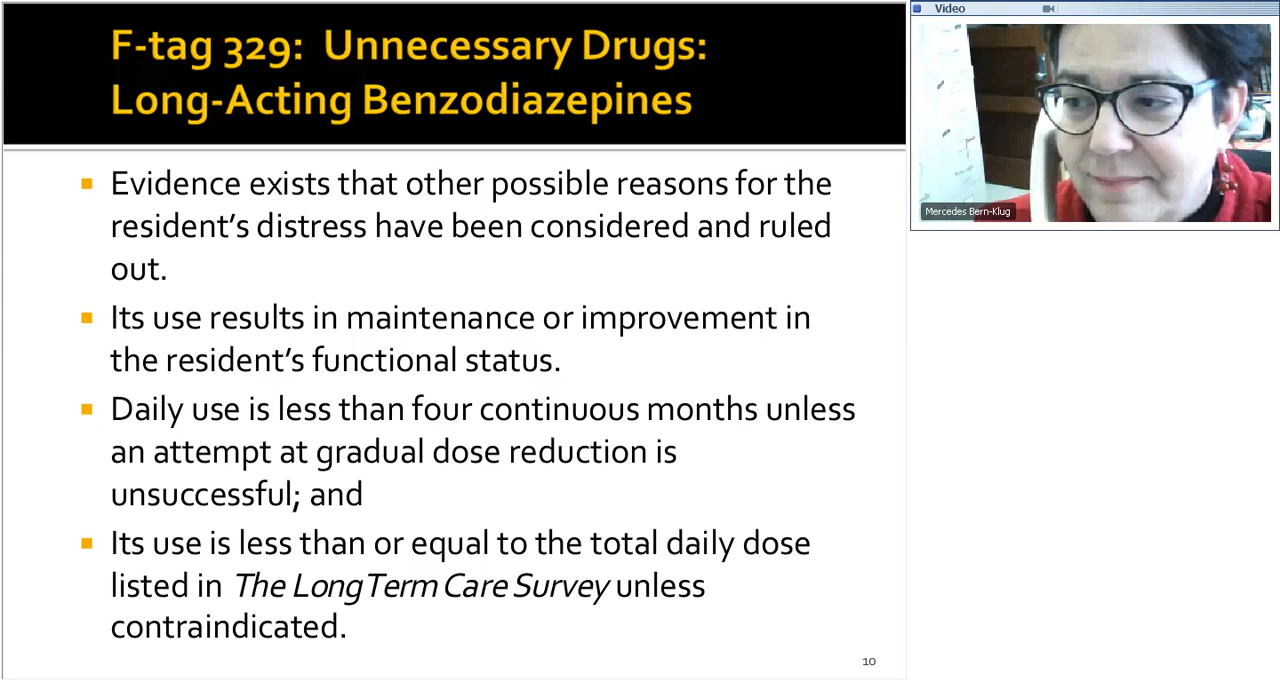 F-tag 329: Unnecessary Drugs:
Long-Acting Benzodiazepines
Evidence exists that other possible reasons for the
resident's distress have been considered and ruled
out.
Its use results in maintenance or improvement in
the resident's functional status.
Daily use is less than four continuous months unless
an attempt at gradual dose reduction is
unsuccessful; and
Its use is less than or equal to the total daily dose
listed in The Long Term Care Survey unless
contraindicated.
10
Video
Mercedes Bern-Klug